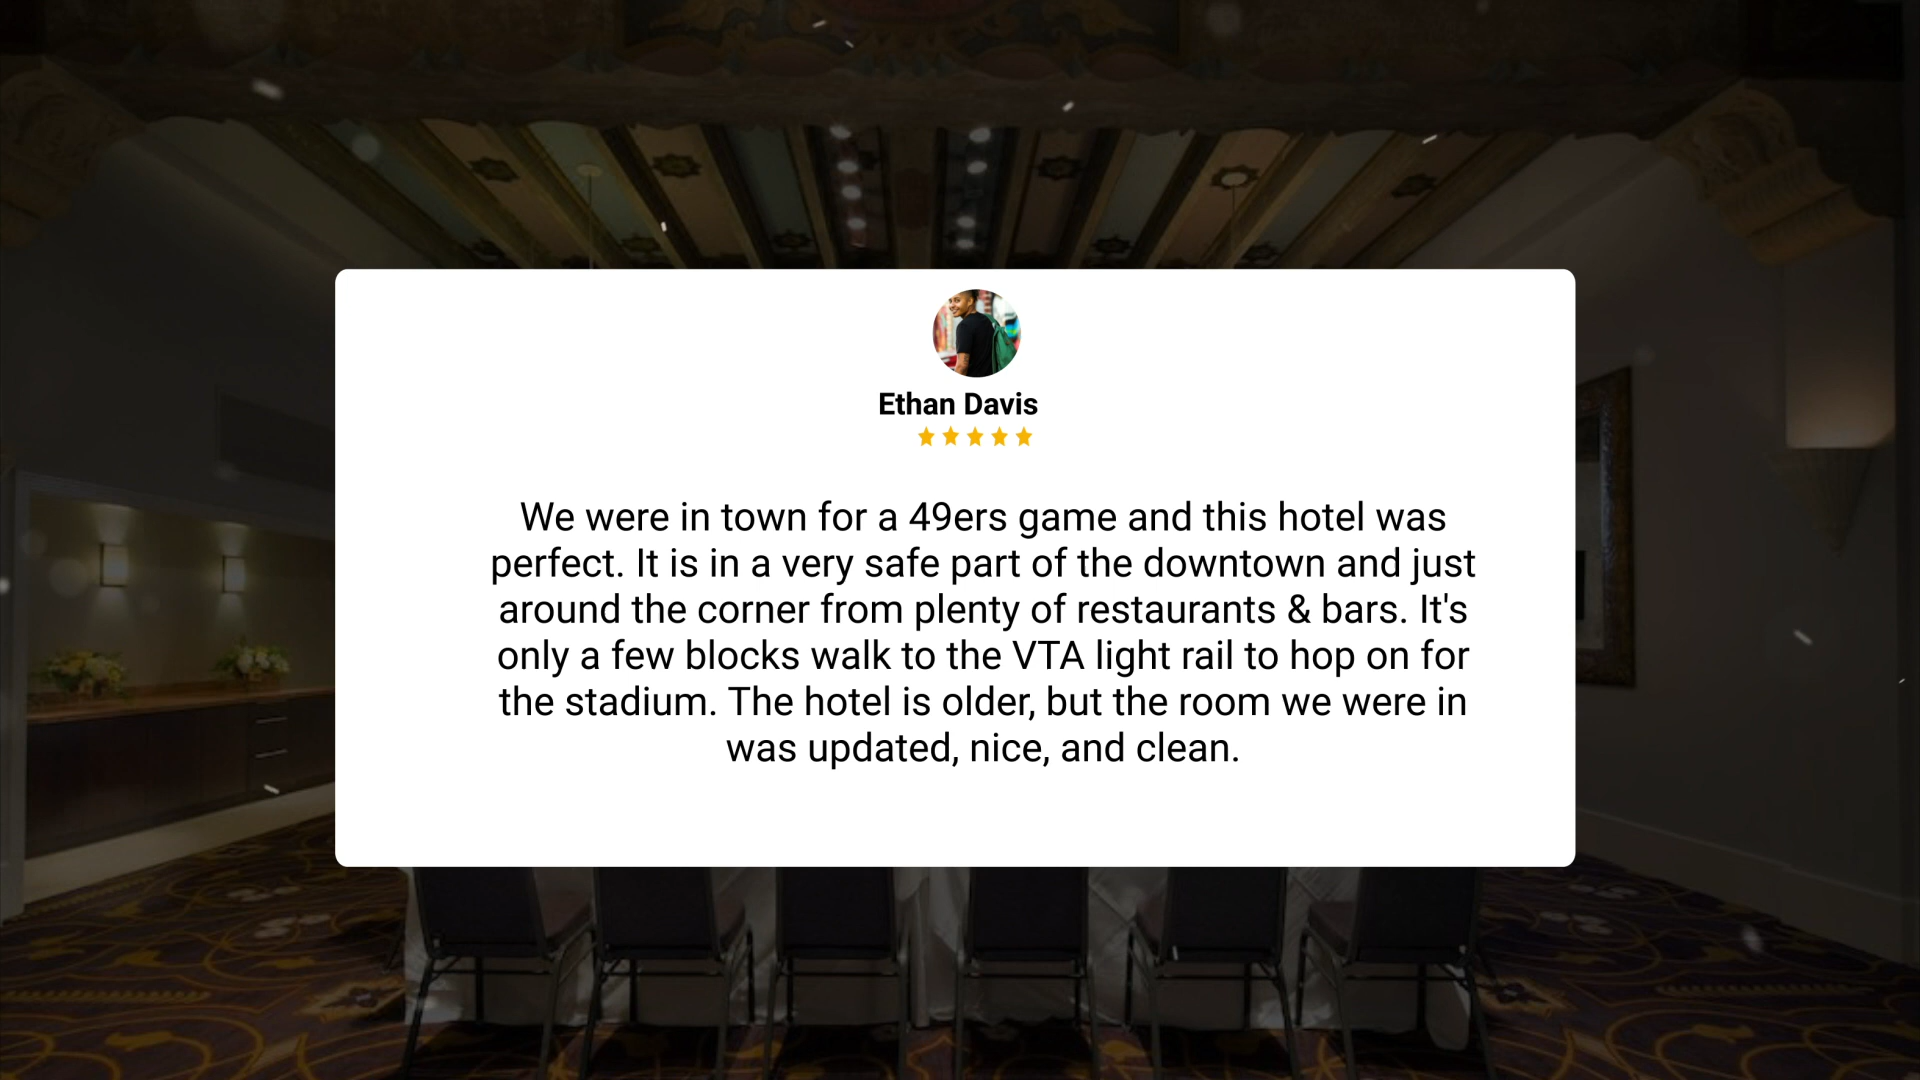 Ethan Davis
We were in town for a 49ers game and this hotel was
perfect. It is in a very safe part of the downtown and just
around the corner from plenty of restaurants & bars. It's
only a few blocks walk to the VTA light rail to hop on for
the stadium. The hotel is older, but the room we were in
was updated, nice, and clean.